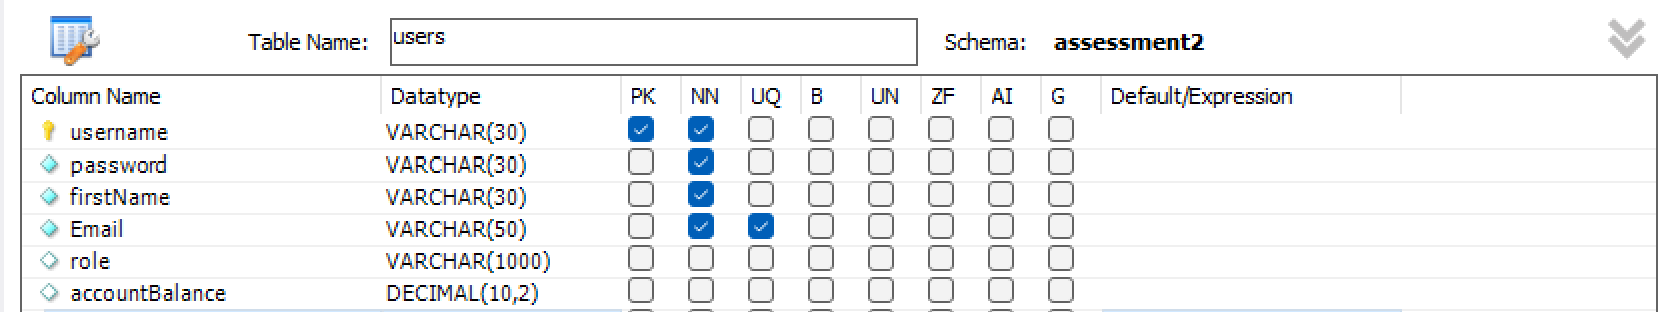 Table Name: users Schema: assessment2
Column Name Datatype PK NN UQ B UN ZF AI G Default/Expression
username VARCHAR(30)
password VARCHAR(30)
firstName VARCHAR(30)
Email VARCHAR(50)
role VARCHAR(1000)
accountBalance DECIMAL(10,2)